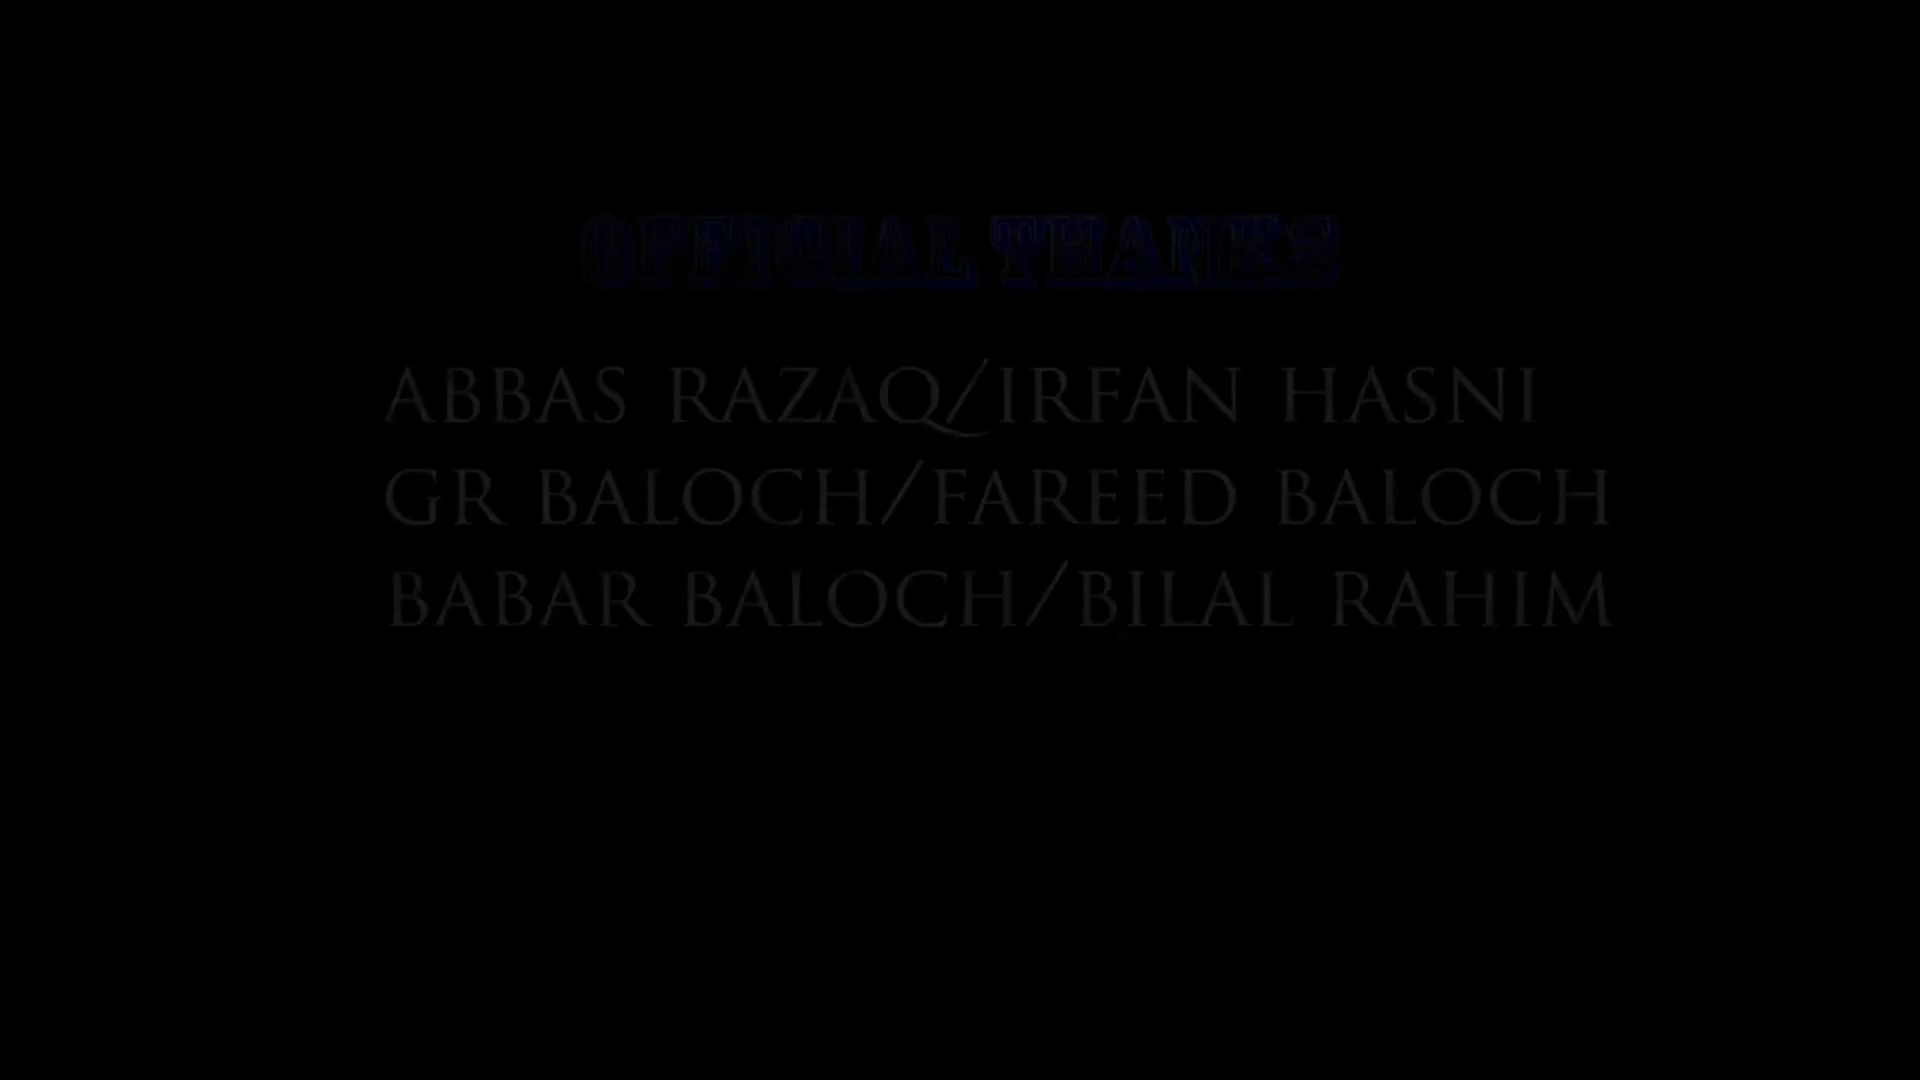 OFFICIAL THANKS
ABBAS RAZAQ/IRFAN HASNI
GR BALOCH/FAREED BALOCH
BABAR BALOCH/BILAL RAHIM